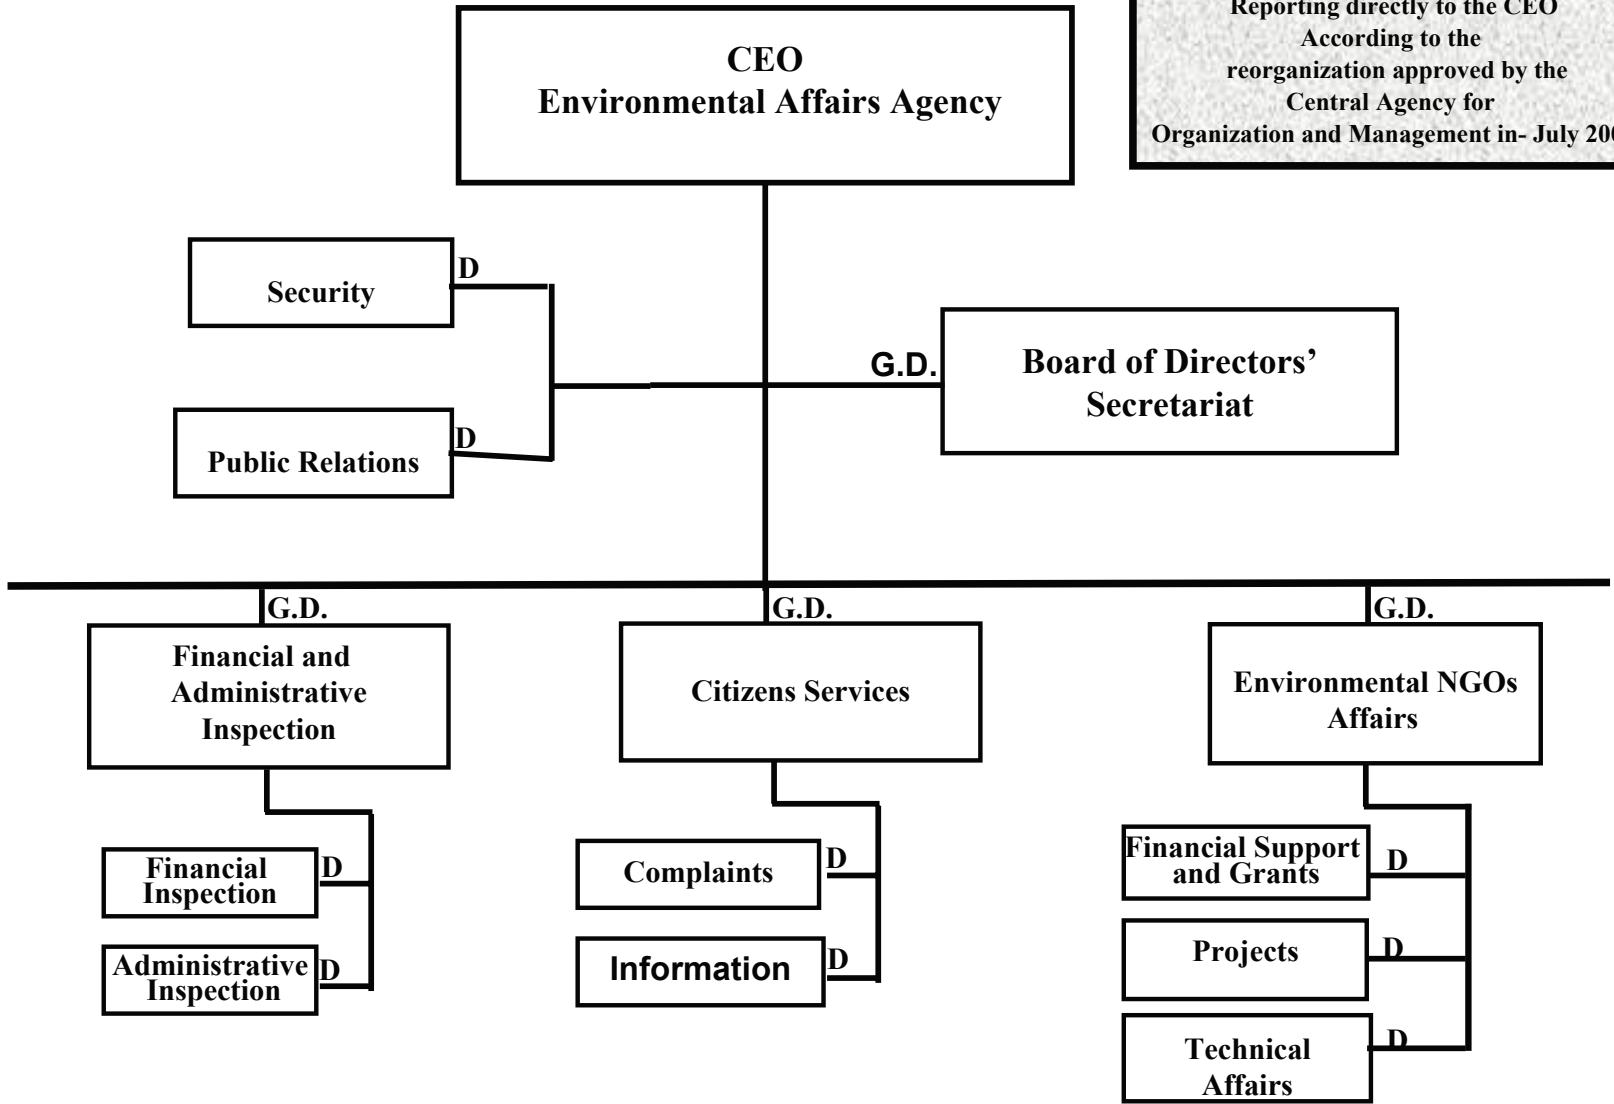 Reporting directly to the CEO
According to the
reorganization approved by the
Central Agency for
Organization and Management in- July
CEO
Environmental Affairs Agency
D
Security
G.D.
Board of Directors’
Secretariat
D
Public Relations
G.D.
Financial and
Administrative
Inspection
G.D.
Citizens Services
G.D.
Environmental NGOs
Affairs
Financial
Inspection
D
Administrative
Inspection
D
Complaints
D
Information
D
Financial Support
and Grants
D
Projects
D
Technical
Affairs
D